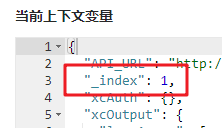 当前上下文变量
1 {
2 "API_URL": "http:/
3 "_index": 1,
4 "xcAuth": {},
5 "xcOutput": {